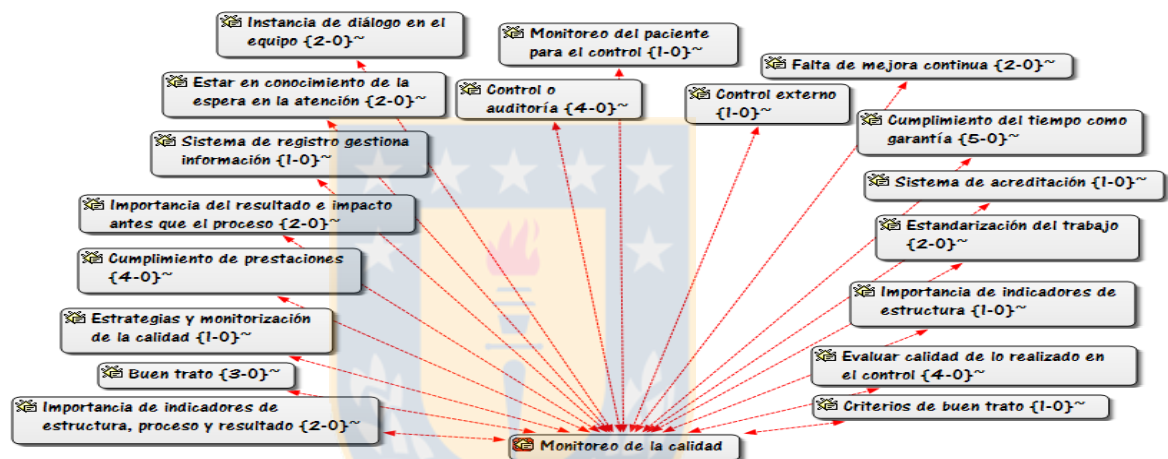 Instancia de diálogo en el
equipo {2-0}~
Monitoreo del paciente
para el control {1-0}~
Falta de mejora continua {2-0}~
Estar en conocimiento de la
espera en la atención {2-0}~
Control o
auditoría {4-0}~
Control externo
{1-0}~
Cumplimiento del tiempo como
garantía {5-0}~
Sistema de registro gestiona
información {1-0}~
Sistema de acreditación {1-0}~
Importancia del resultado e impacto
antes que el proceso {2-0}~
Estandarización del trabajo
{2-0}~
Cumplimiento de prestaciones
{4-0}~
Importancia de indicadores de
estructura {1-0}~
Estrategias y monitorización
de la calidad {1-0}~
Evaluar calidad de lo realizado en
el control {4-0}~
Buen trato {3-0}~
Criterios de buen trato {1-0}~
Importancia de indicadores de
estructura, proceso y resultado {2-0}~
Monitoreo de la calidad